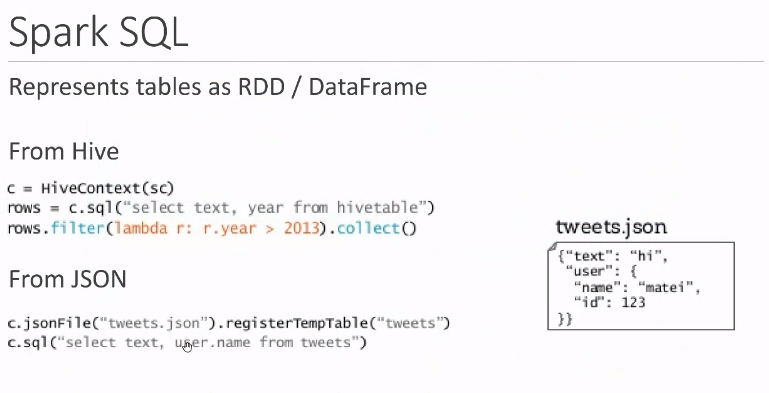 Spark SQL
Represents tables as RDD / DataFrame
From Hive
c = HiveContext(sc)
rows = c.sql(“select text, year from hivetable”)
rows.filter(lambda r: r.year > 2013).collect()
From JSON
c.jsonFile(“tweets.json”).registerTempTable(“tweets”)
c.sql(“select text, user.name from tweets”)
tweets.json
{“text”: “hi”,
“user”: {
“name”: “matei”,
“id”: 123
}}